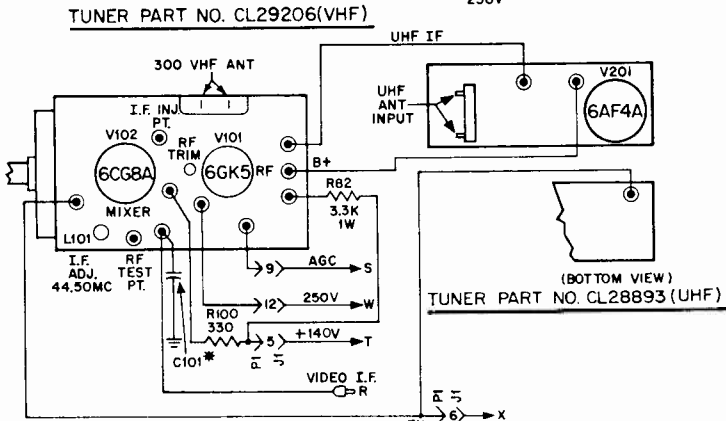 250V
TUNER PART NO. CL29206(VHF)
UHF IF
300 VHF ANT
V201
6AF4A
UHF
ANT
INPUT
I.F. INJ.
PT.
V102
6CG8A
MIXER
RF
TRIM
V101
6GK5
RF
B+
R82
3.3K
1W
L101
I.F.
ADJ.
44.50MC
RF
TEST
PT.
(BOTTOM VIEW)
TUNER PART NO. CL28893(UHF)
9 AGC S
12 250V W
R100
330
5 +140V T
P1 J1
C101*
VIDEO I.F.
R
P1 J1
6 X